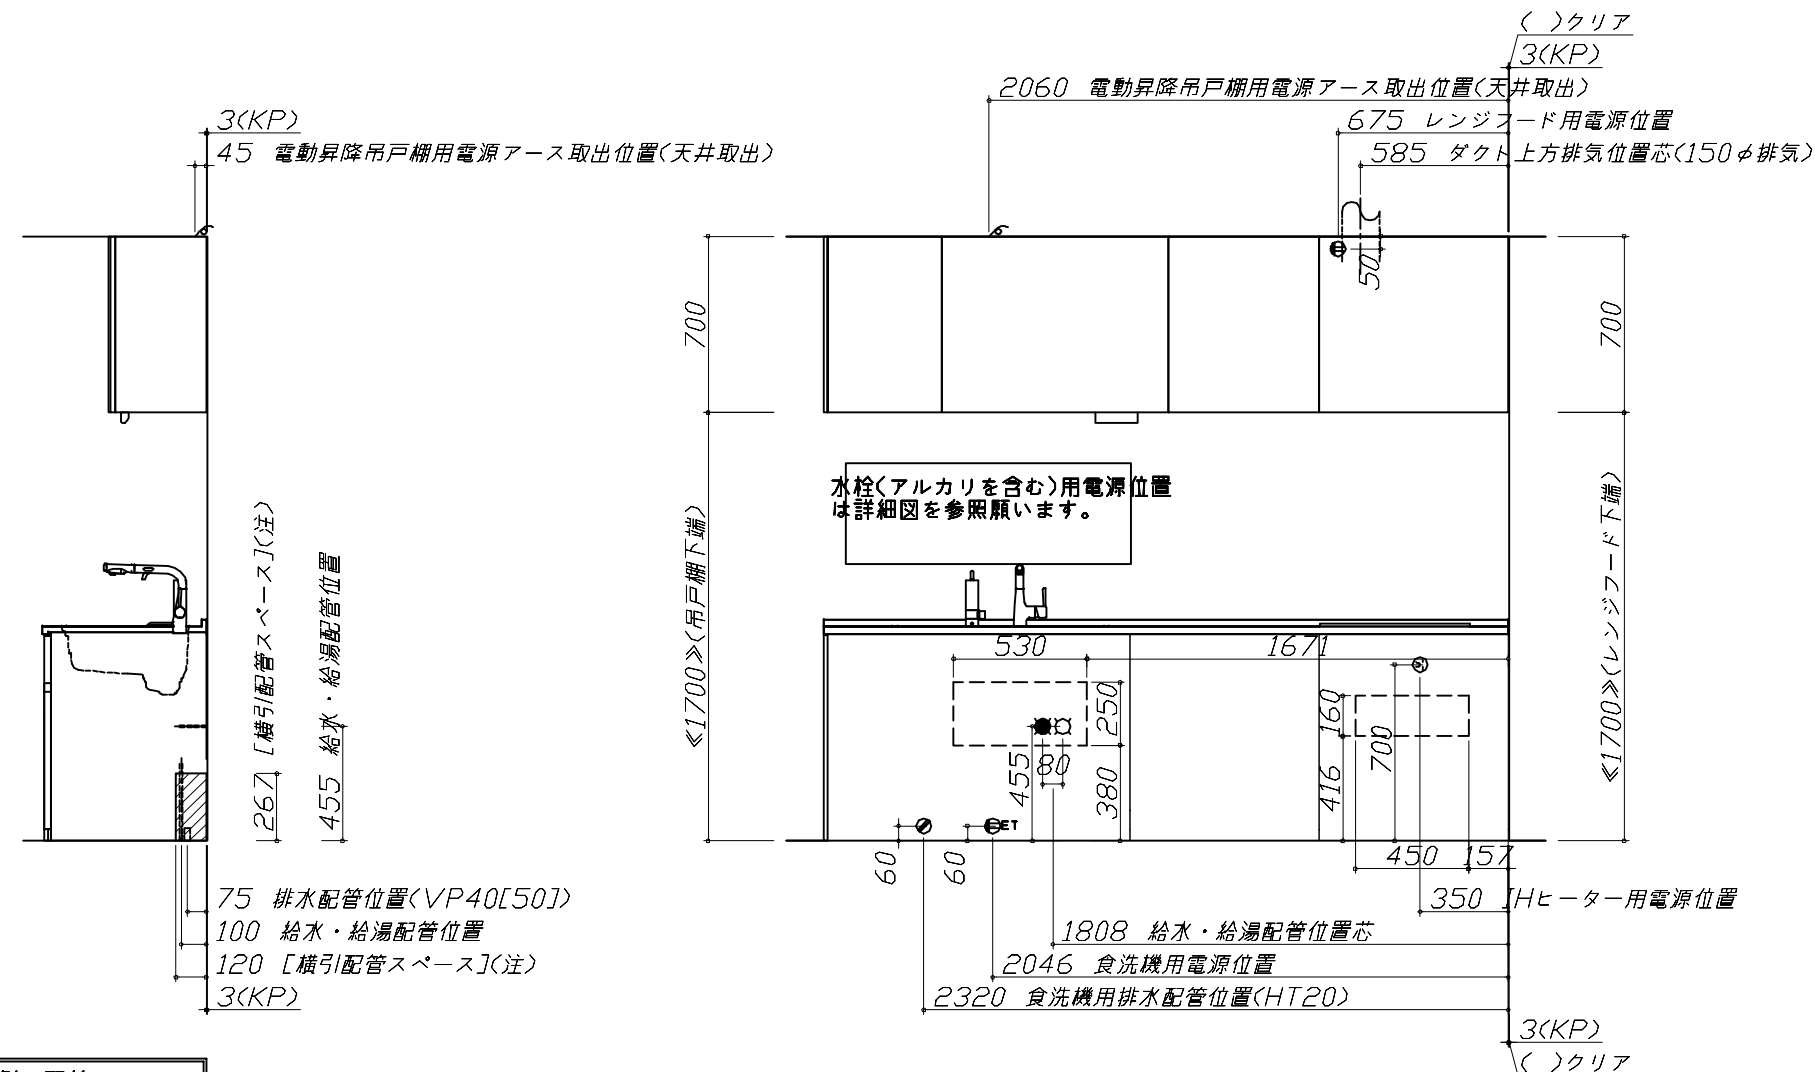 ( )クリア
3(KP)
2060 電動昇降吊戸棚用電源アース取出位置(天井取出)
675 レンジフード用電源位置
585 ダクト上方排気位置芯(150φ排気)
3(KP)
45 電動昇降吊戸棚用電源アース取出位置(天井取出)
50
700
700
水栓(アルカリを含む)用電源位置
は詳細図を参照願います。
267 [横引配管スペース](注)
455 給水・給湯配管位置
≪1700≫(吊戸棚下端)
≪1700≫(レンジフード下端)
530
1671
250
160
700
455
80
380
416
ET
60
60
450
157
75 排水配管位置(VP40[50])
100 給水・給湯配管位置
120 [横引配管スペース](注)
3(KP)
350 IHヒーター用電源位置
1808 給水・給湯配管位置芯
2046 食洗機用電源位置
2320 食洗機用排水配管位置(HT20)
3(KP)
( )クリア